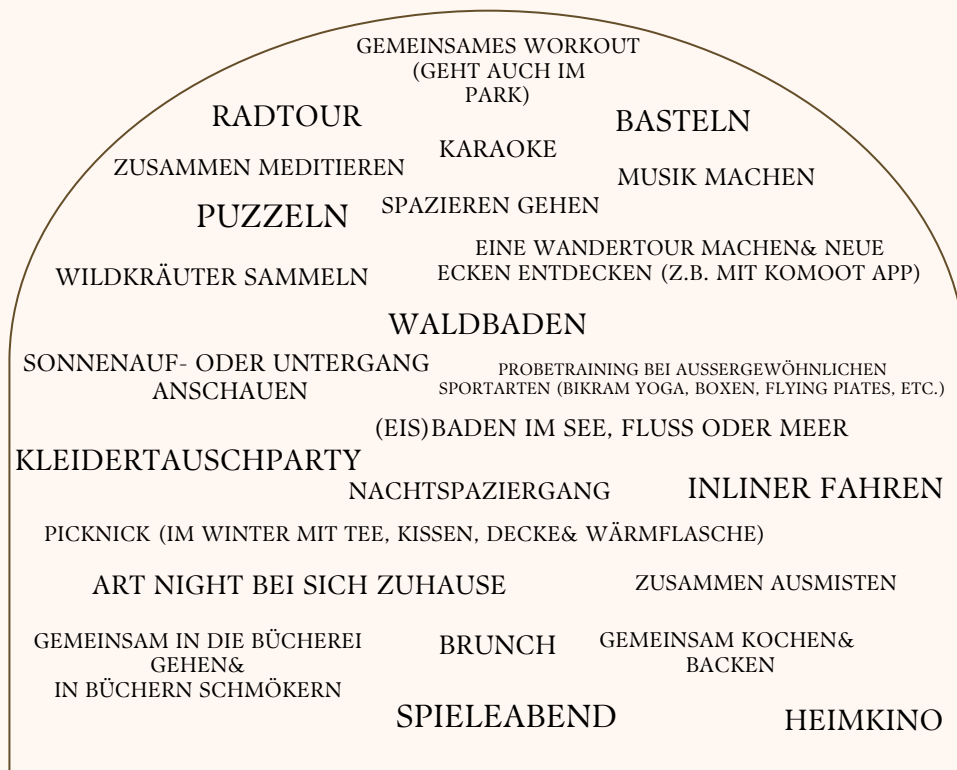 GEMEINSAMES WORKOUT
(GEHT AUCH IM
PARK)
RADTOUR
BASTELN
KARAOKE
ZUSAMMEN MEDITIEREN
MUSIK MACHEN
PUZZELN
SPAZIEREN GEHEN
EINE WANDERTOUR MACHEN& NEUE
ECKEN ENTDECKEN (Z.B. MIT KOMOOT APP)
WILDKRÄUTER SAMMELN
WALDBADEN
SONNENAUF- ODER UNTERGANG
ANSCHAUEN
PROBETRAINING BEI AUSSERGEWÖHNLICHEN
SPORTARTEN (BIKRAM YOGA, BOXEN, FLYING PIATES, ETC.)
(EIS)BADEN IM SEE, FLUSS ODER MEER
KLEIDERTAUSCHPARTY
NACHTSPAZIERGANG
INLINER FAHREN
PICKNICK (IM WINTER MIT TEE, KISSEN, DECKE& WÄRMFLASCHE)
ART NIGHT BEI SICH ZUHAUSE
ZUSAMMEN AUSMISTEN
GEMEINSAM IN DIE BÜCHEREI
GEHEN&
IN BÜCHERN SCHMÖKERN
BRUNCH
GEMEINSAM KOCHEN&
BACKEN
SPIELEABEND
HEIMKINO